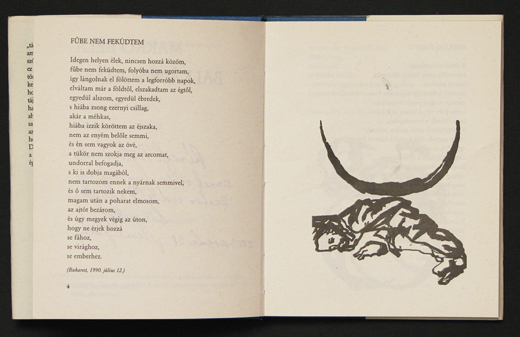 FŰBE NEM FEKÜDTEM
Idegen helyen élek, nincsen hozzá közöm,
fűbe nem feküdtem, folyóba nem ugortam,
így lángolnak el fölöttem a legforróbb napok,
elváltam már a földtől, elszakadtam az égtől,
egyedül alszom, egyedül ébredek,
s hiába zsong ezernyi csillag,
akár a méhkas,
hiába izzik köröttem az éjszaka,
nem az enyém belőle semmi,
és én sem vagyok az övé,
a tükör nem szokja meg az arcomat,
undorral befogadja,
s ki is dobja magából,
nem tartozom ennek a nyárnak semmivel,
és ő sem tartozik nekem,
magam után a poharat elmosom,
az ajtót bezárom,
és úgy megyek végig az úton,
hogy ne érjek hozzá
se fához,
se virághoz,
se emberhez.
(Bukarest, 1980. július 12.)
4